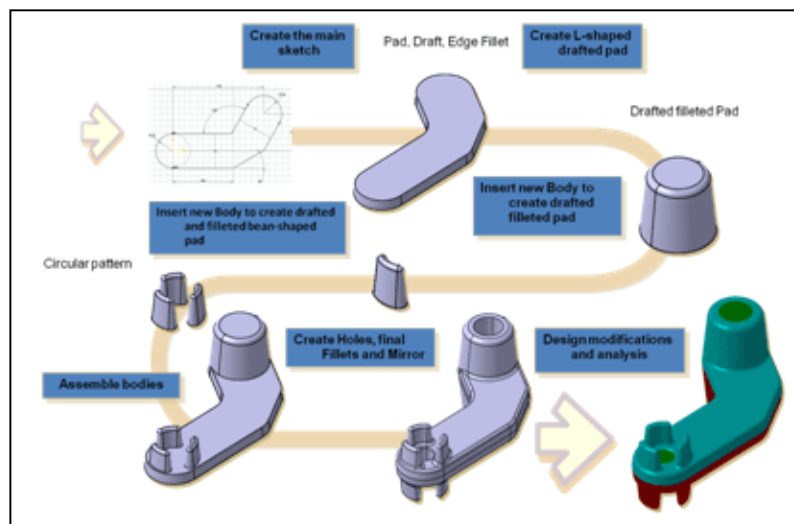 Create the main
sketch
Pad, Draft, Edge Fillet
Create L-shaped
drafted pad
Drafted filleted Pad
Insert new Body to
create drafted
filleted pad
Insert new Body to create drafted
and filleted bean-shaped
pad
Circular pattern
Create Holes, final
Fillets and Mirror
Design modifications
and analysis
Assemble bodies